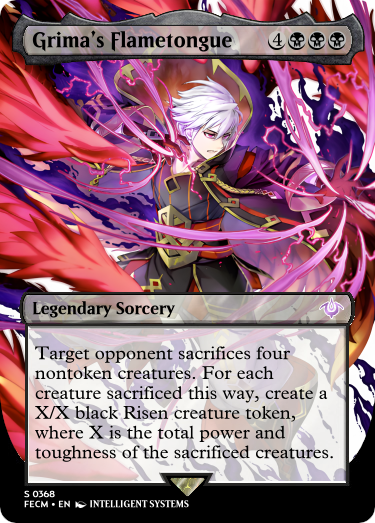 Grima's Flametongue 4
Legendary Sorcery
Target opponent sacrifices four
nontoken creatures. For each
creature sacrificed this way, create a
X/X black Risen creature token,
where X is the total power and
toughness of the sacrificed creatures.
S 0368
FECM • EN INTELLIGENT SYSTEMS